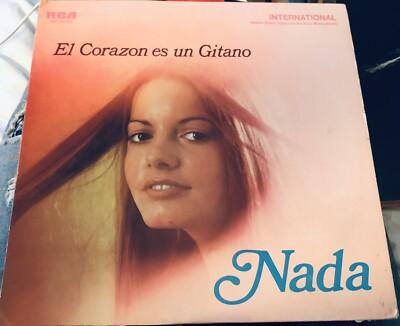 RCA
INTERNATIONAL
El Corazon es un Gitano
Nada